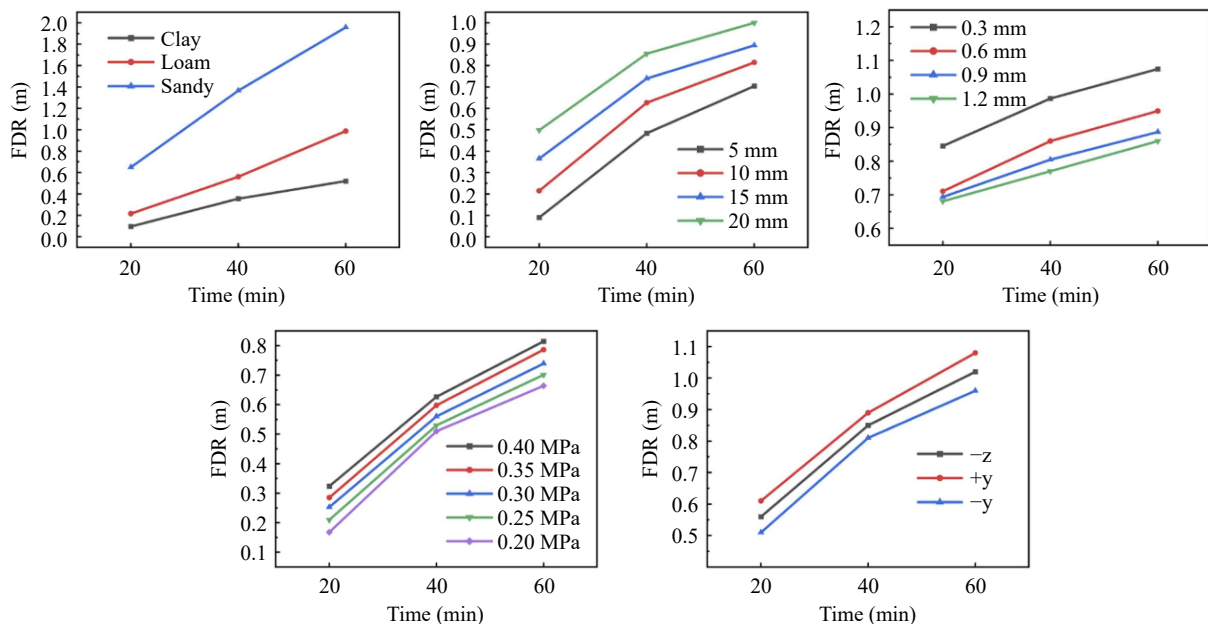 FDR (m)
2.0
1.8
1.6
1.4
1.2
1.0
0.8
0.6
0.4
0.2
0.0
Clay
Loam
Sandy
20 40 60
Time (min)
FDR (m)
1.0
0.9
0.8
0.7
0.6
0.5
0.4
0.3
0.2
0.1
0.0
5 mm
10 mm
15 mm
20 mm
20 40 60
Time (min)
FDR (m)
1.2
1.1
1.0
0.9
0.8
0.7
0.6
0.3 mm
0.6 mm
0.9 mm
1.2 mm
20 40 60
Time (min)
FDR (m)
0.8
0.7
0.6
0.5
0.4
0.3
0.2
0.1
0.40 MPa
0.35 MPa
0.30 MPa
0.25 MPa
0.20 MPa
20 40 60
Time (min)
FDR (m)
1.1
1.0
0.9
0.8
0.7
0.6
0.5
−z
+y
−y
20 40 60
Time (min)